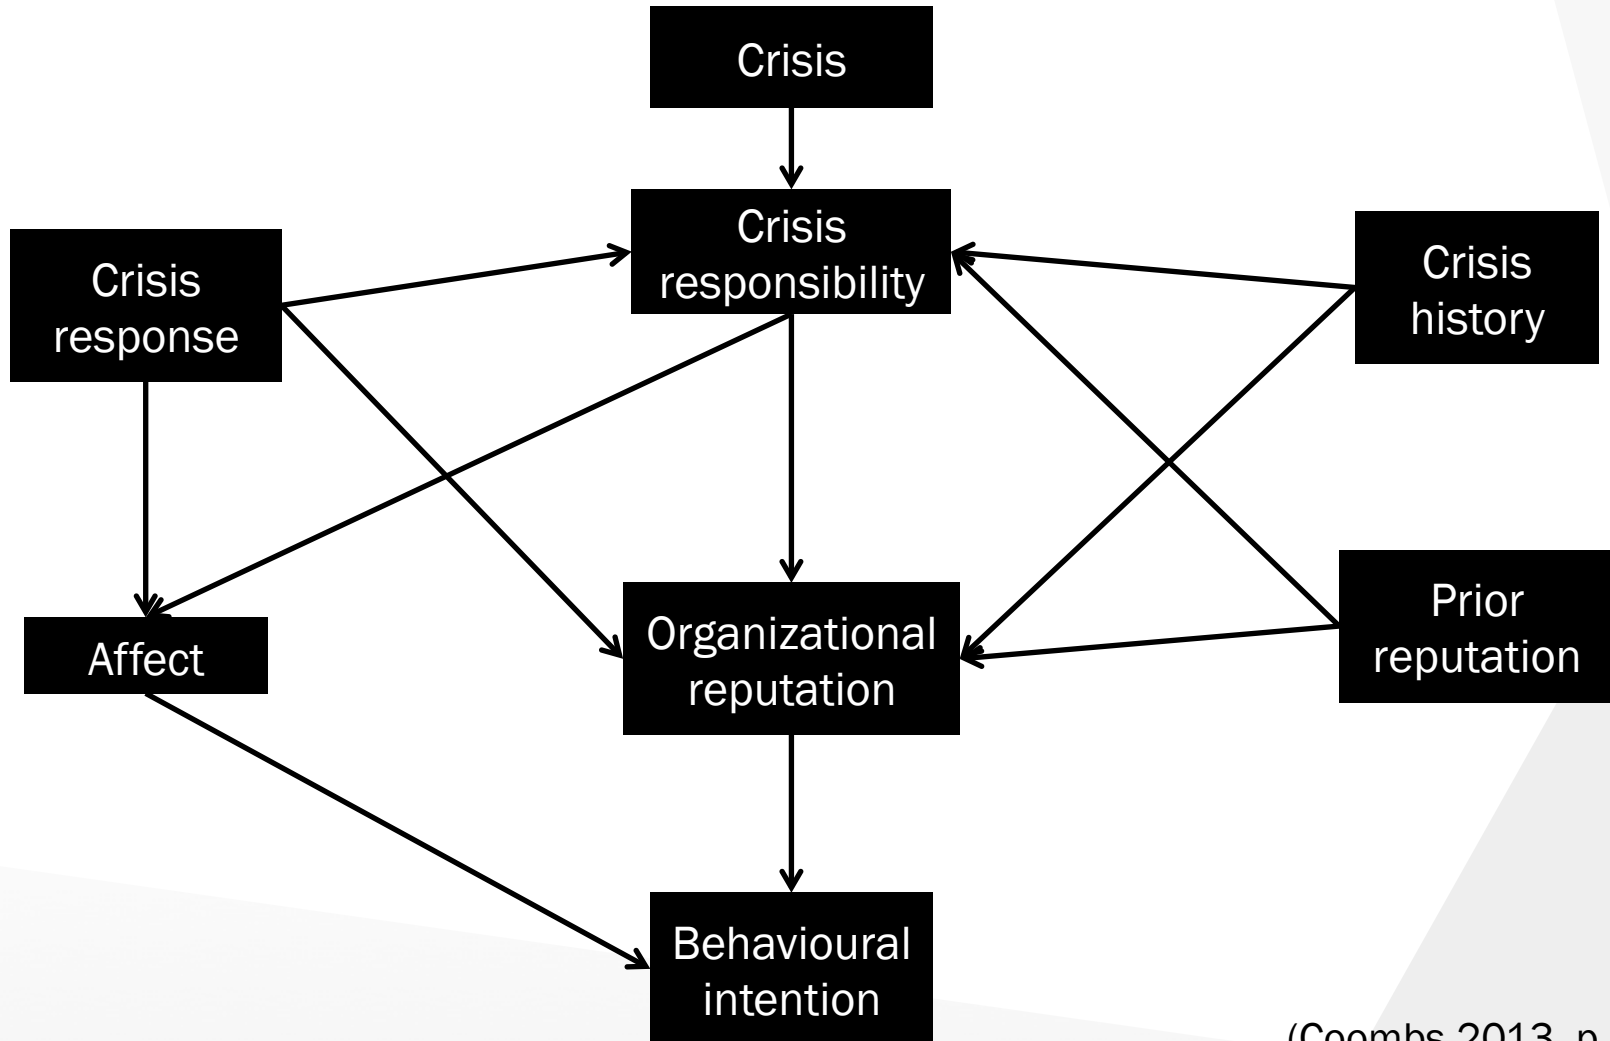 Crisis
Crisis
responsibility
Crisis
response
Crisis
history
Affect
Organizational
reputation
Prior
reputation
Behavioural
intention
(Coombs 2013, p